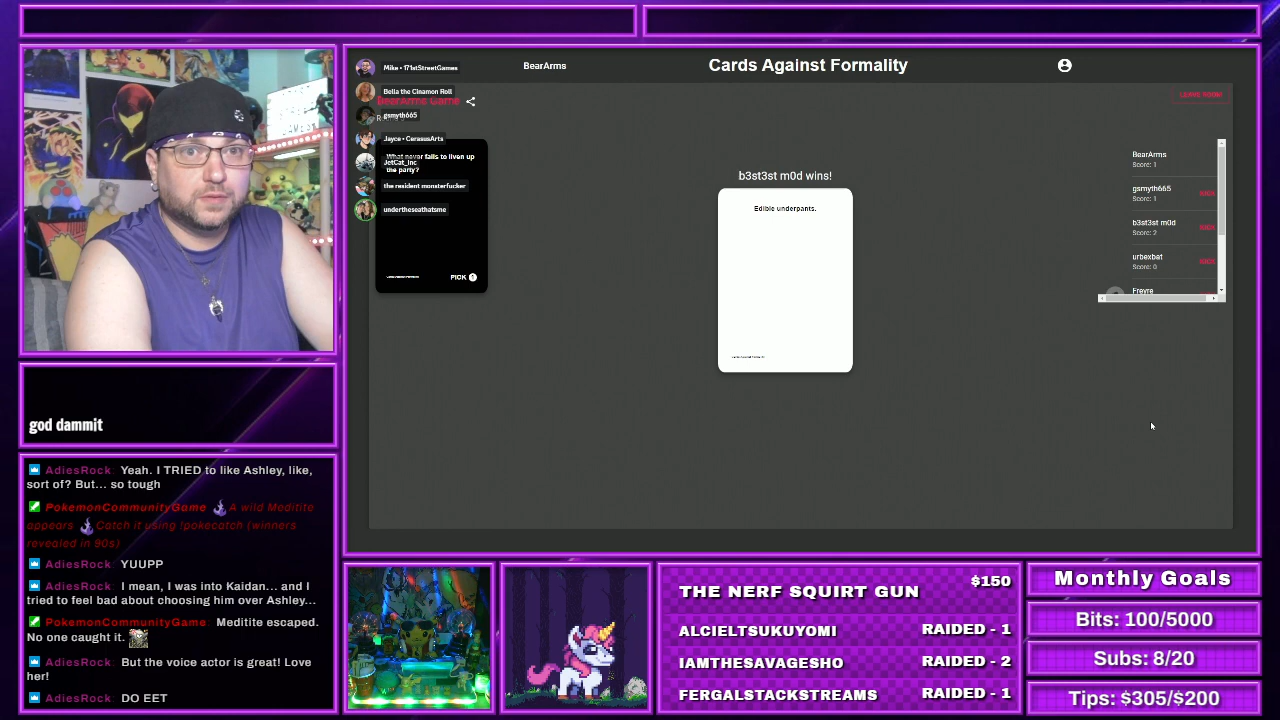 BearArms
Cards Against Formality
Mike • 171stStreetGames
Bella the Cinamon Roll
BearArms Game
gsmyth665
Jayce • CerasusArts
JetCat_Inc
the resident monsterfucker
undertheseathatsme
What never fails to liven up
the party?
PICK
b3st3st m0d wins!
Edible underpants.
LEAVE ROOM
BearArms
Score: 1
gsmyth665
Score: 1
KICK
b3st3st m0d
Score: 2
KICK
urbexbat
Score: 0
KICK
Freyre
god dammit
AdiesRock Yeah. I TRIED to like Ashley, like,
sort of? But... so tough
PokemonCommunityGame A wild Meditite
appears Catch it using !pokecatch (winners
revealed in 90s)
AdiesRock YUUPP
AdiesRock I mean, I was into Kaidan... and I
tried to feel bad about choosing him over Ashley...
PokemonCommunityGame Meditite escaped.
No one caught it.
AdiesRock But the voice actor is great! Love
her!
AdiesRock DO EET
THE NERF SQUIRT GUN $150
ALCIELTSUKUYOMI RAIDED - 1
IAMTHESAVAGESHO RAIDED - 2
FERGALSTACKSTREAMS RAIDED - 1
Monthly Goals
Bits: 100/5000
Subs: 8/20
Tips: $305/$200